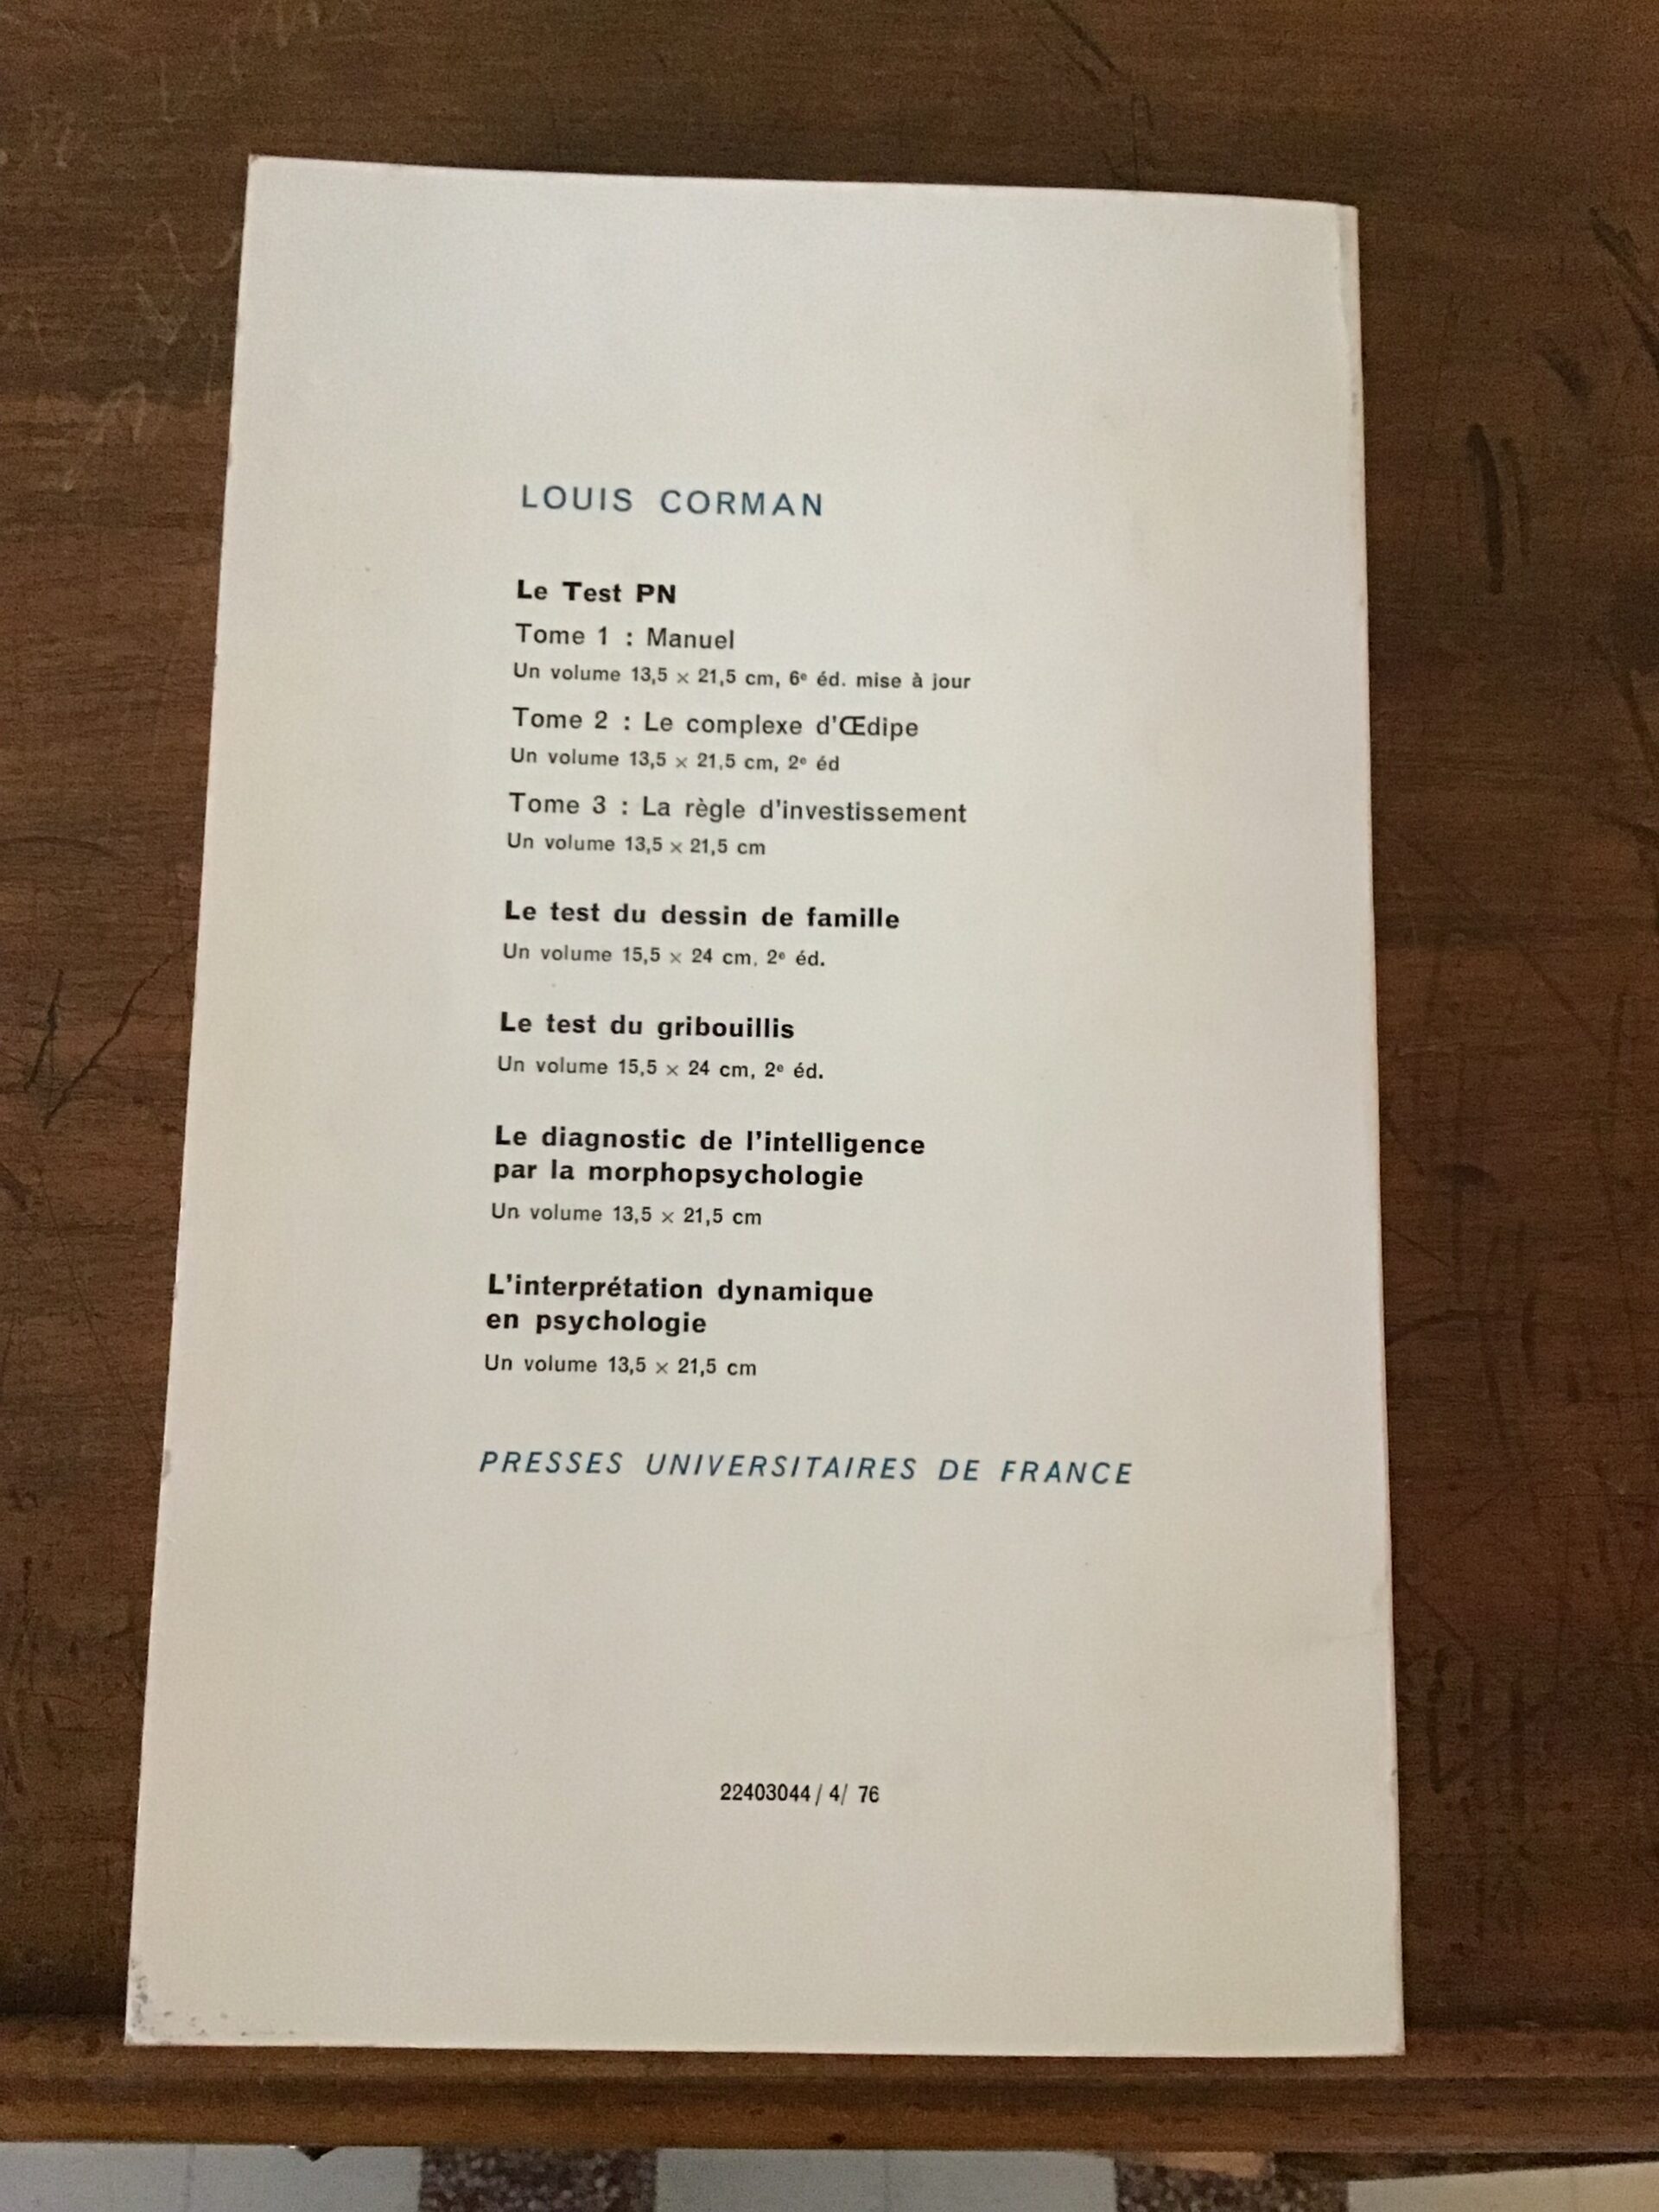 LOUIS CORMAN
Le Test PN
Tome 1 : Manuel
Un volume 13,5 × 21,5 cm, 6e éd. mise à jour
Tome 2 : Le complexe d'Œdipe
Un volume 13,5 × 21,5 cm, 2e éd
Tome 3 : La règle d'investissement
Un volume 13,5 × 21,5 cm
Le test du dessin de famille
Un volume 15,5 × 24 cm, 2e éd.
Le test du gribouillis
Un volume 15,5 × 24 cm, 2e éd.
Le diagnostic de l'intelligence
par la morphopsychologie
Un volume 13,5 × 21,5 cm
L'interprétation dynamique
en psychologie
Un volume 13,5 × 21,5 cm
PRESSES UNIVERSITAIRES DE FRANCE
22403044 / 4/ 76